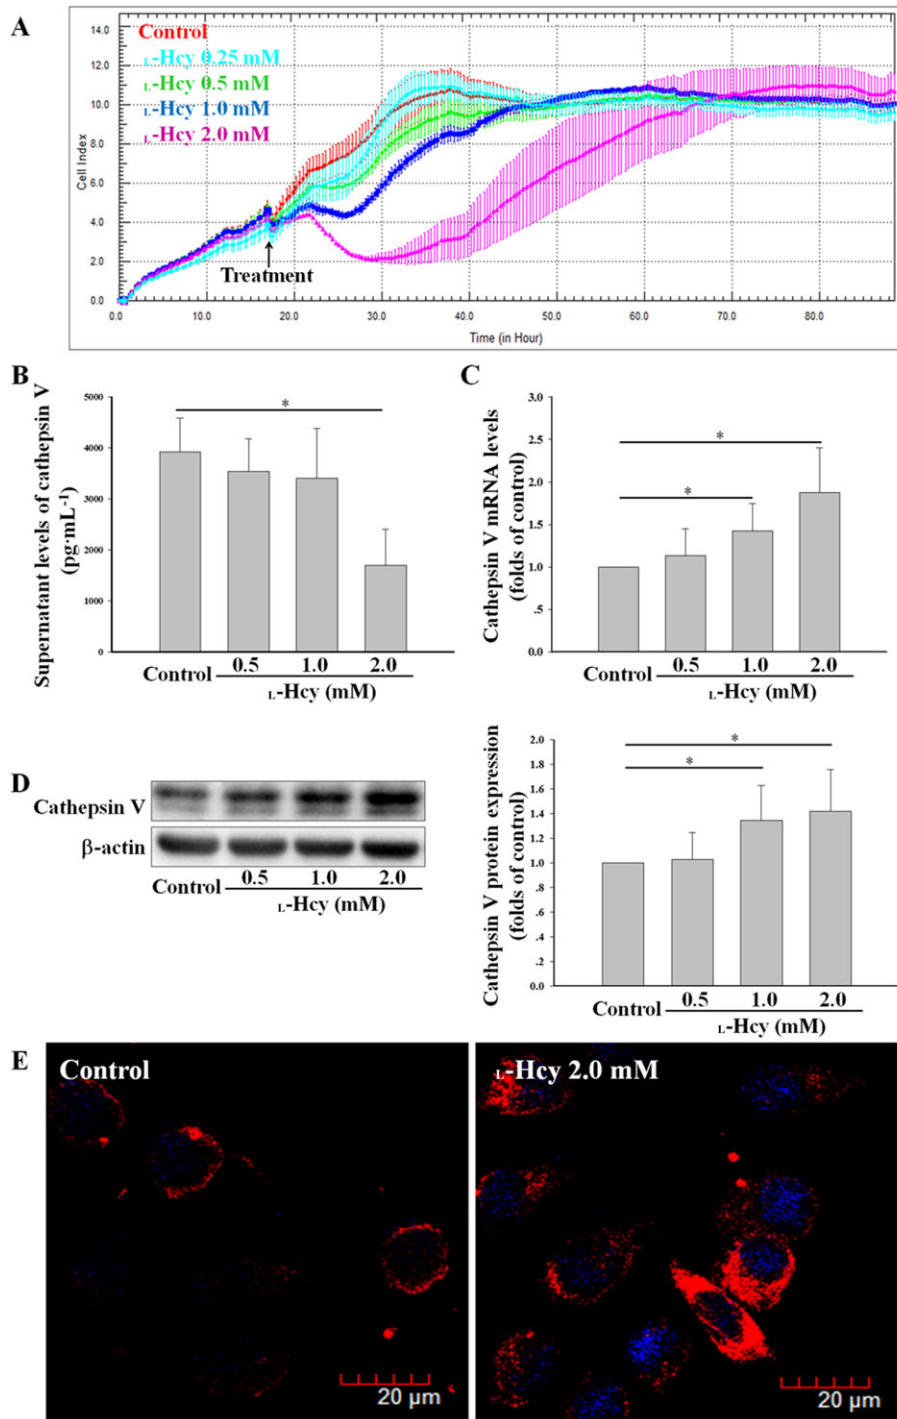 A
14.0
12.0
10.0
8.0
6.0
4.0
2.0
0.0
Cell Index
Control
L-Hcy 0.25 mM
L-Hcy 0.5 mM
L-Hcy 1.0 mM
L-Hcy 2.0 mM
Treatment
0.0 10.0 20.0 30.0 40.0 50.0 60.0 70.0 80.0
Time (in Hour)
B
Supernatant levels of cathepsin V
(pg·mL⁻¹)
5000
4000
3000
2000
1000
0
*
Control 0.5 1.0 2.0
L-Hcy (mM)
C
Cathepsin V mRNA levels
(folds of control)
3.0
2.5
2.0
1.5
1.0
.5
0.0
*
*
Control 0.5 1.0 2.0
L-Hcy (mM)
D
Cathepsin V
β-actin
Control 0.5 1.0 2.0
L-Hcy (mM)
Cathepsin V protein expression
(folds of control)
2.0
1.8
1.6
1.4
1.2
1.0
.8
.6
.4
.2
0.0
*
*
Control 0.5 1.0 2.0
L-Hcy (mM)
E
Control
20 μm
L-Hcy 2.0 mM
20 μm